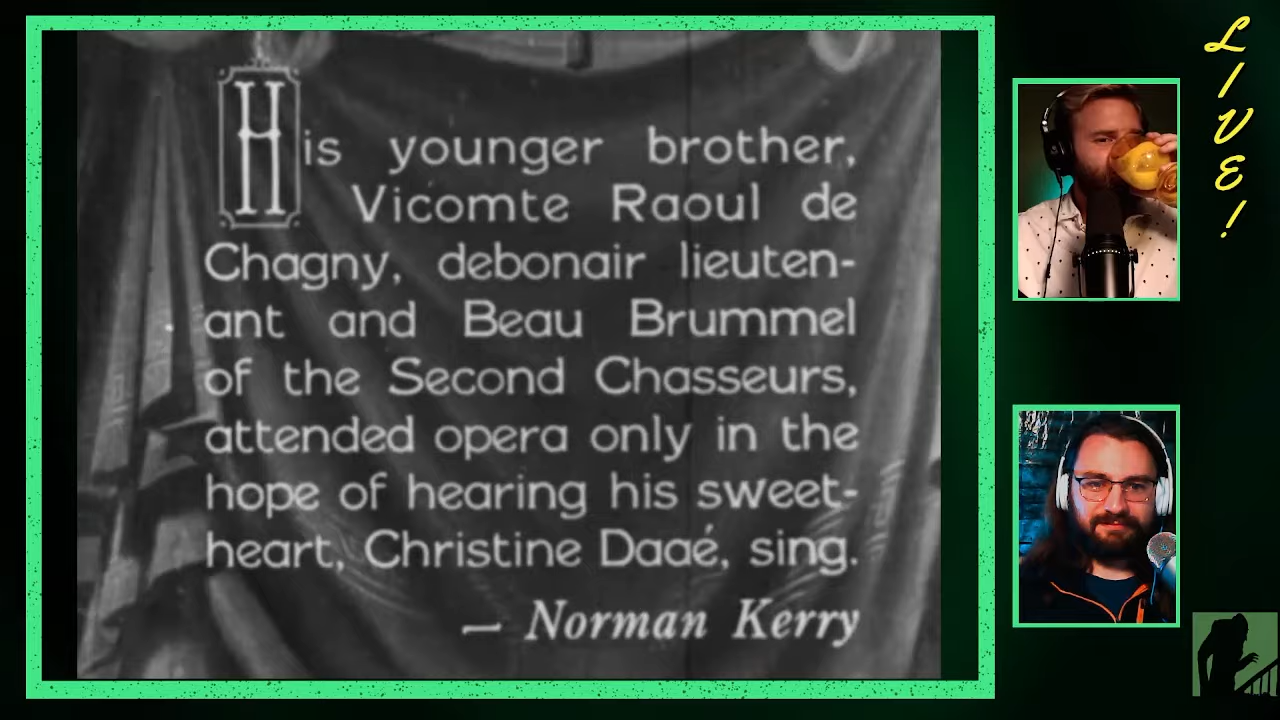 His younger brother,
Vicomte Raoul de
Chagny, debonair lieuten-
ant and Beau Brummel
of the Second Chasseurs,
attended opera only in the
hope of hearing his sweet-
heart, Christine Daaé, sing.
— Norman Kerry
LIVE!